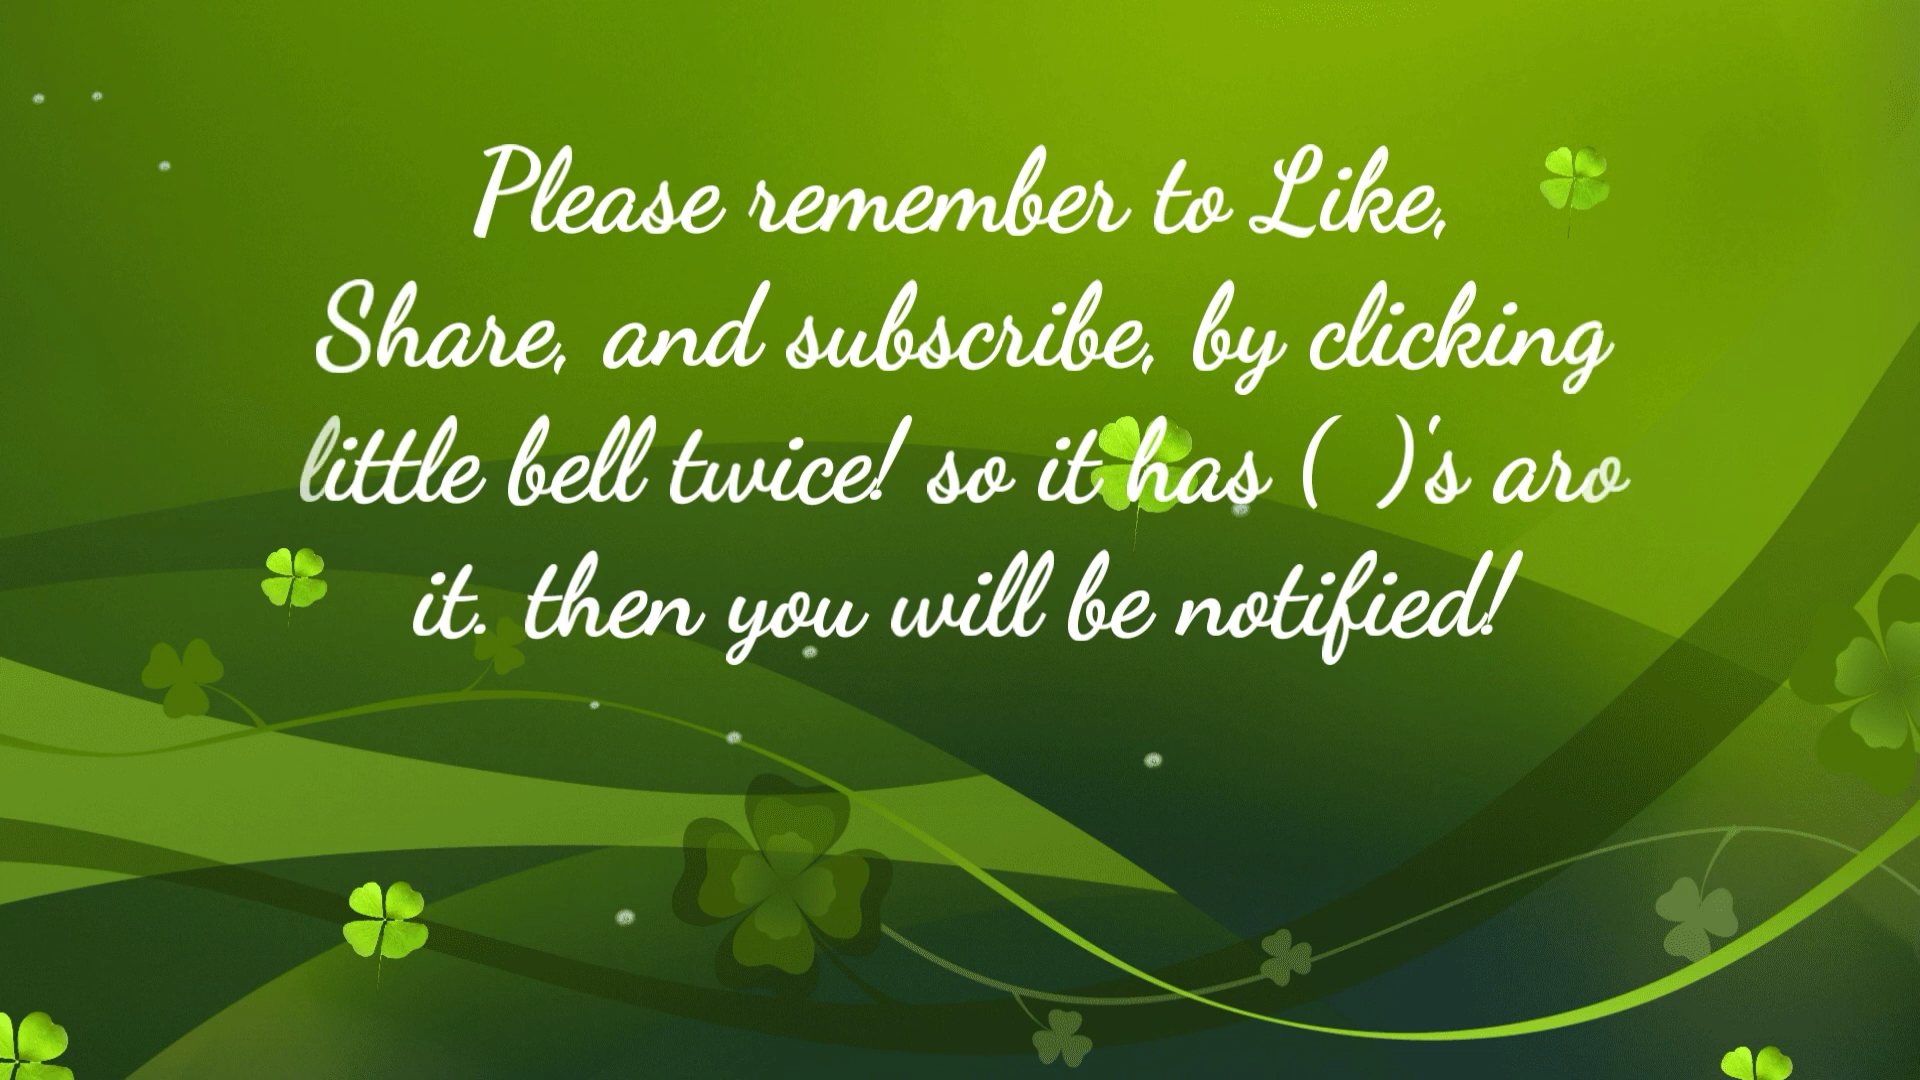 Please remember to Like,
Share, and subscribe, by clicking
little bell twice! so it has (  )'s aro
it. then you will be notified!